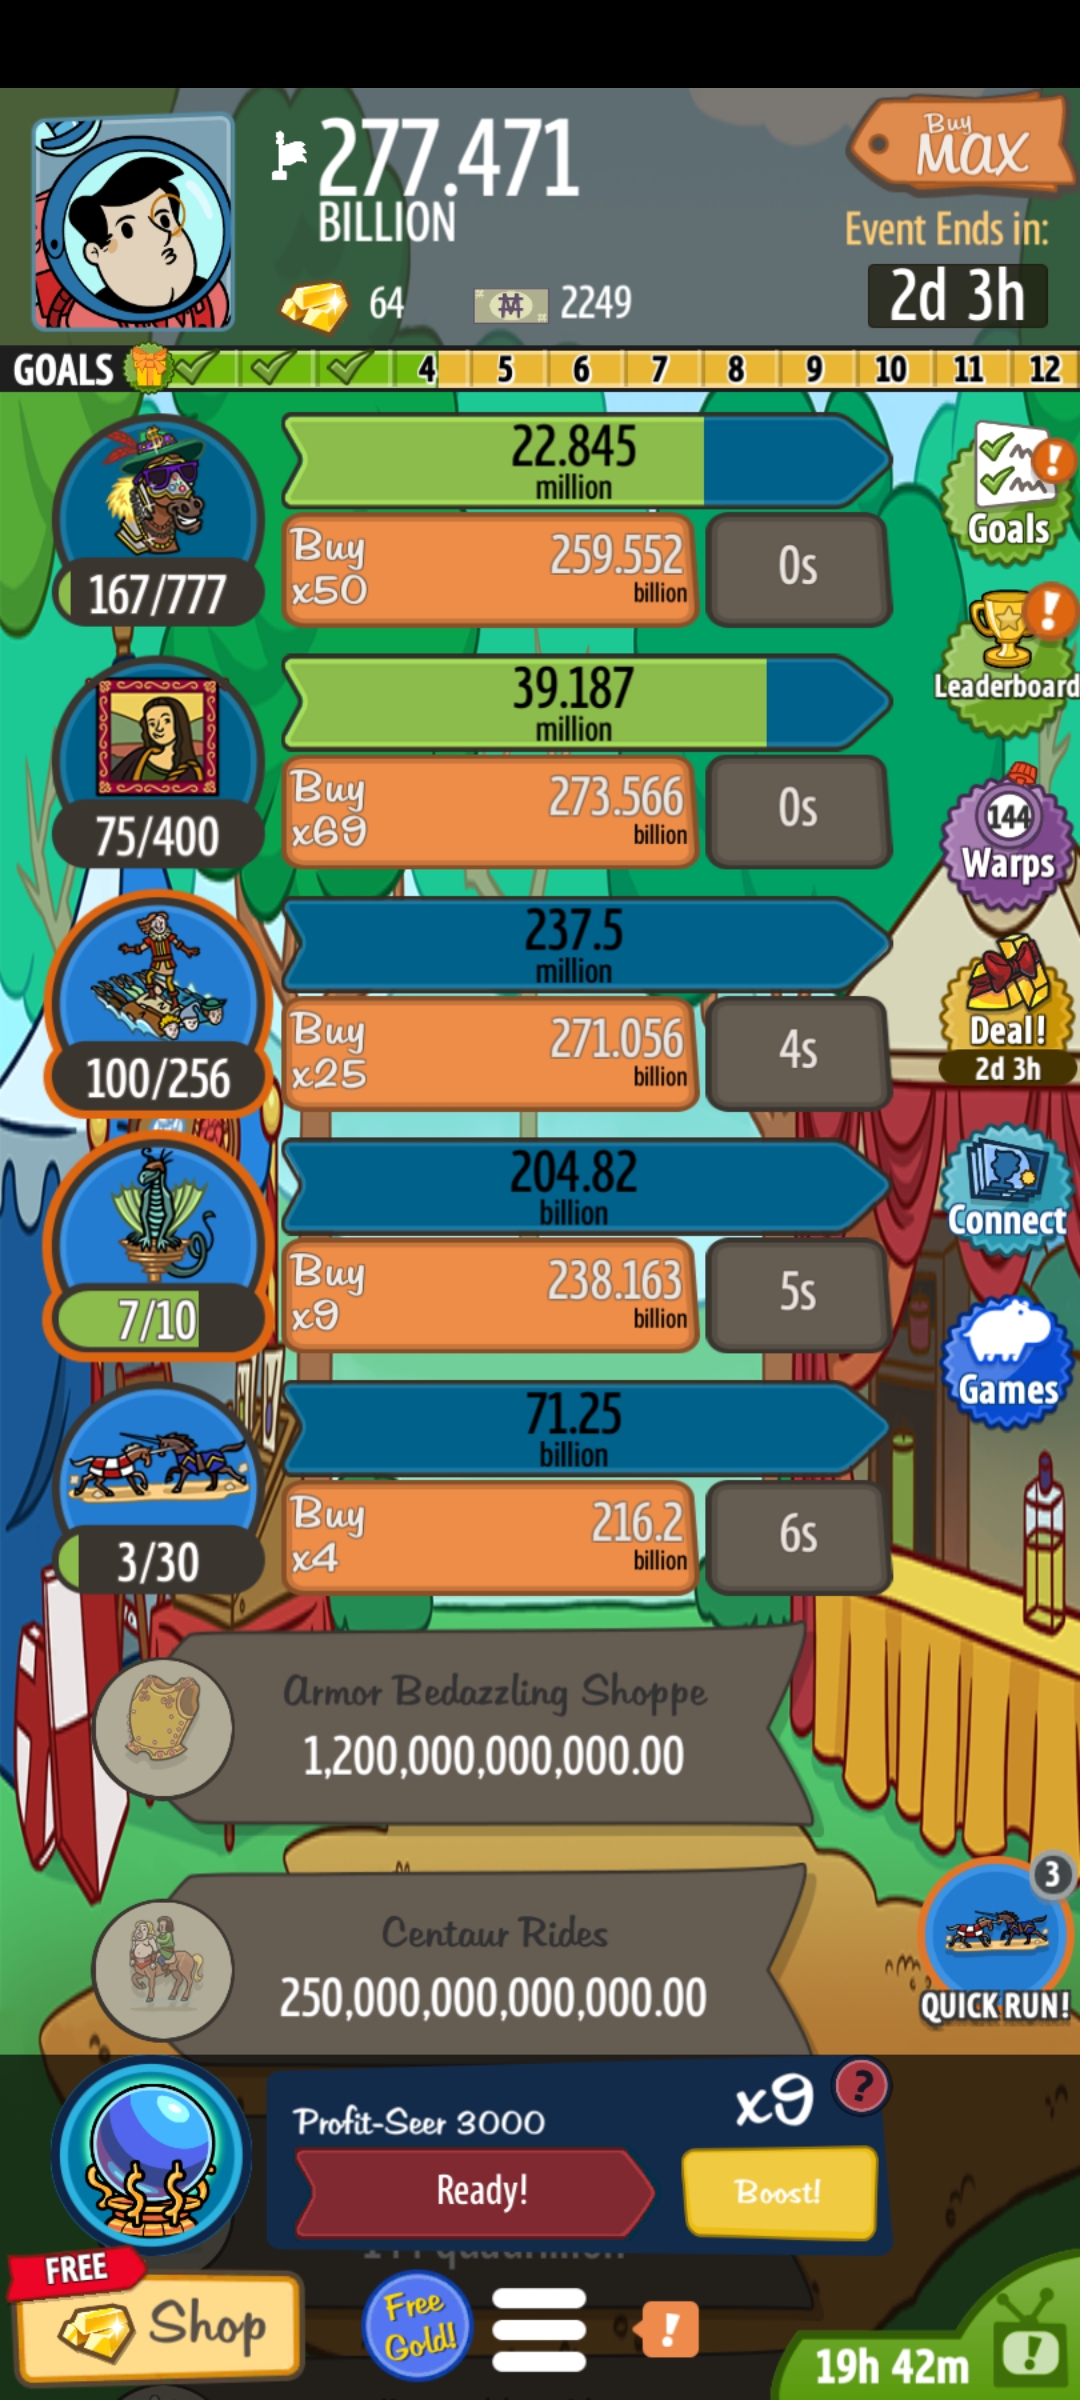 277.471
BILLION
Buy
MAX
Event Ends in:
2d 3h
64
2249
GOALS
4 5 6 7 8 9 10 11 12
22.845
million
Buy
x50
259.552
billion
0s
167/777
Goals
39.187
million
Leaderboard
Buy
x69
273.566
billion
0s
75/400
144
Warps
237.5
million
Buy
x25
271.056
billion
4s
100/256
Deal!
2d 3h
204.82
billion
Buy
x9
238.163
billion
5s
7/10
Connect
71.25
billion
Games
Buy
x4
216.2
billion
6s
3/30
Armor Bedazzling Shoppe
1,200,000,000,000.00
3
Centaur Rides
250,000,000,000,000.00
QUICK RUN!
Profit-Seer 3000
x9
?
Ready!
Boost!
FREE
Shop
Free
Gold!
!
19h 42m